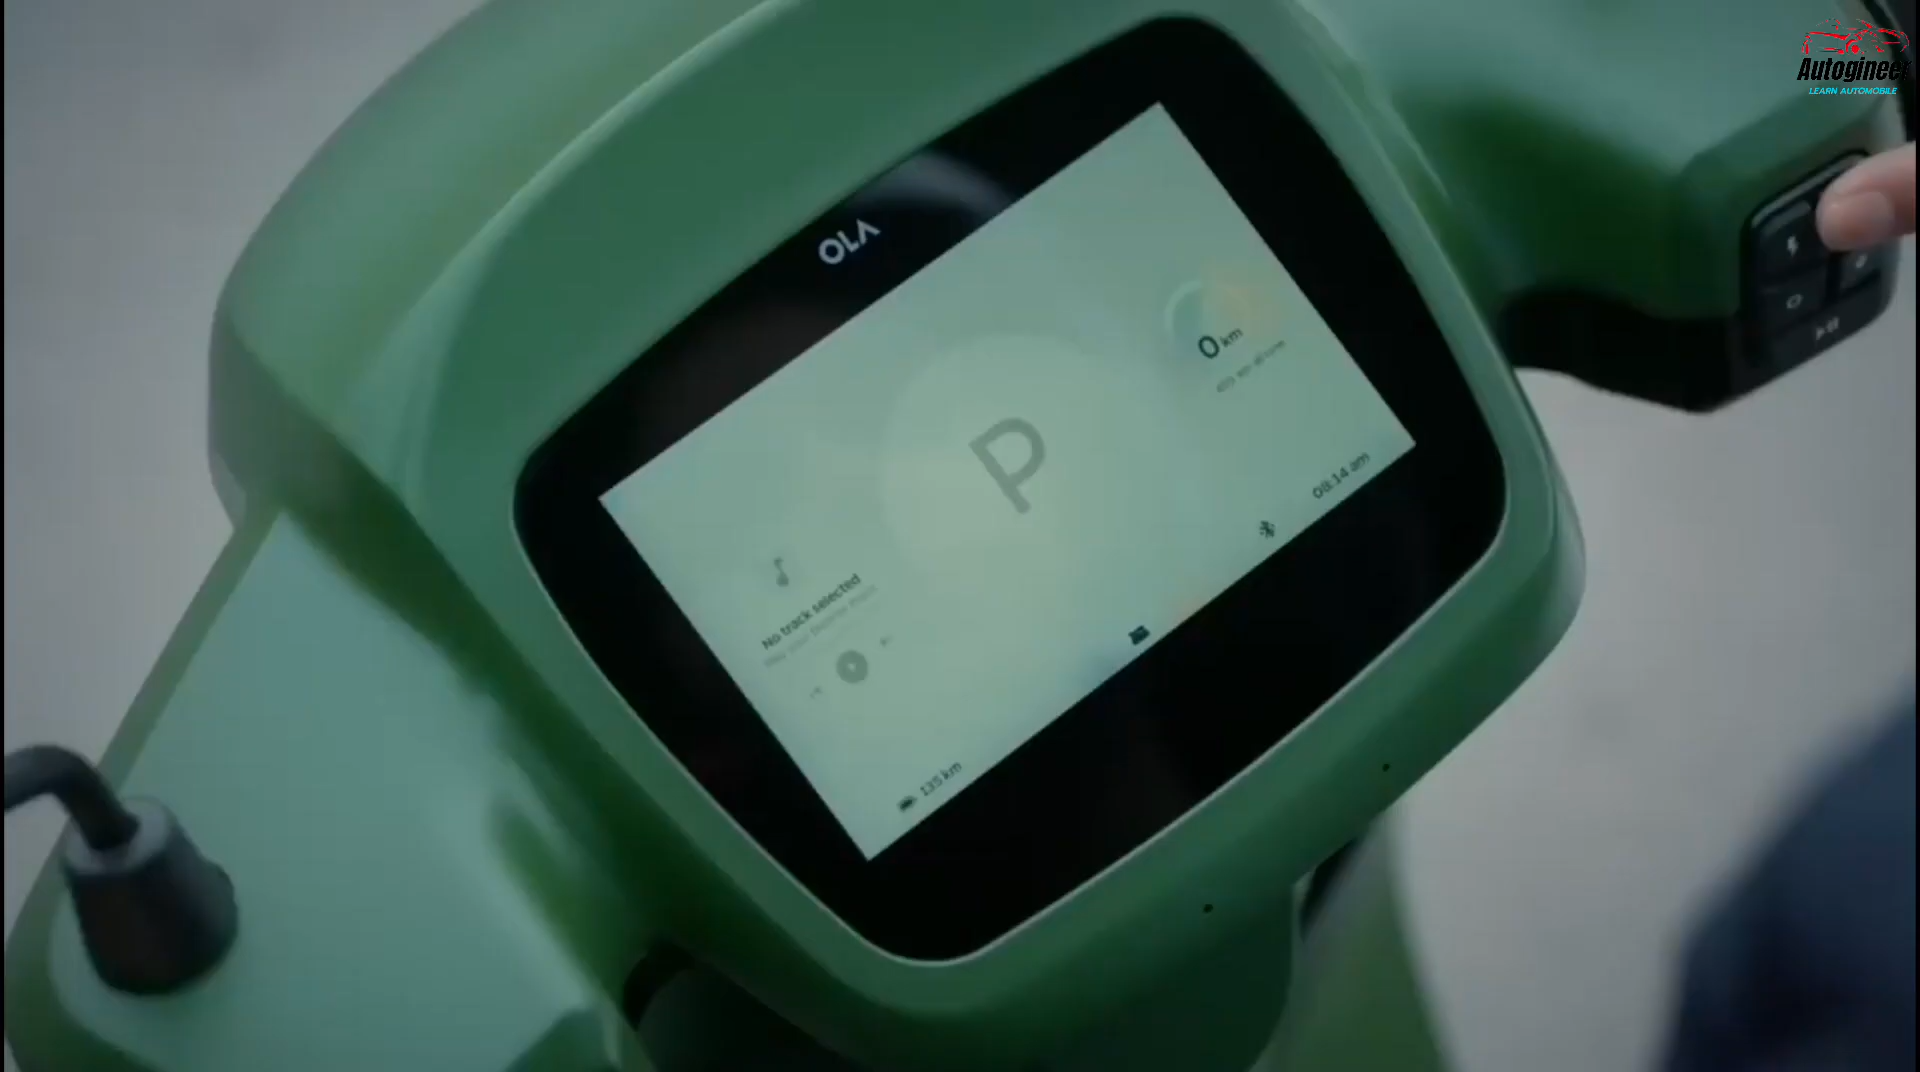 Autogineer
LEARN AUTOMOBILE
OLA
0 km
P
08:14 am
No track selected
135 km